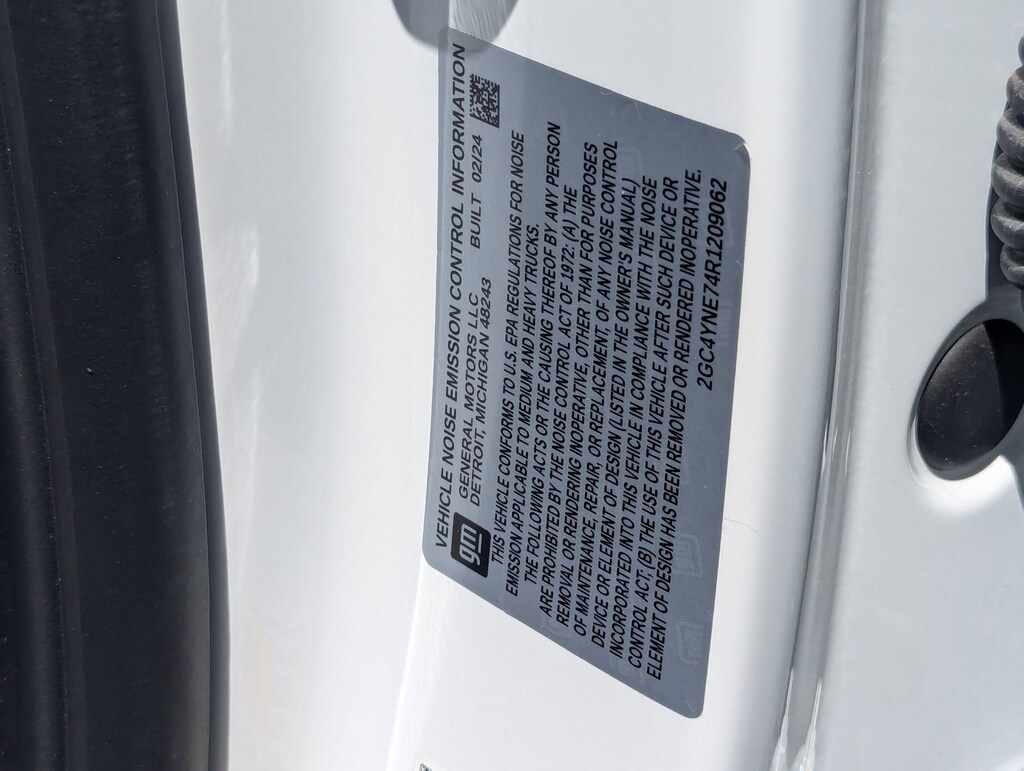 VEHICLE NOISE EMISSION CONTROL INFORMATION
gm
GENERAL MOTORS LLC
DETROIT, MICHIGAN 48243 BUILT 02/24
THIS VEHICLE CONFORMS TO U.S. EPA REGULATIONS FOR NOISE
EMISSION APPLICABLE TO MEDIUM AND HEAVY TRUCKS.
THE FOLLOWING ACTS OR THE CAUSING THEREOF BY ANY PERSON
ARE PROHIBITED BY THE NOISE CONTROL ACT OF 1972: (A) THE
REMOVAL OR RENDERING INOPERATIVE, OTHER THAN FOR PURPOSES
OF MAINTENANCE, REPAIR, OR REPLACEMENT, OF ANY NOISE CONTROL
DEVICE OR ELEMENT OF DESIGN (LISTED IN THE OWNER'S MANUAL)
INCORPORATED INTO THIS VEHICLE IN COMPLIANCE WITH THE NOISE
CONTROL ACT; (B) THE USE OF THIS VEHICLE AFTER SUCH DEVICE OR
ELEMENT OF DESIGN HAS BEEN REMOVED OR RENDERED INOPERATIVE.
2GC4YNE74R1209062